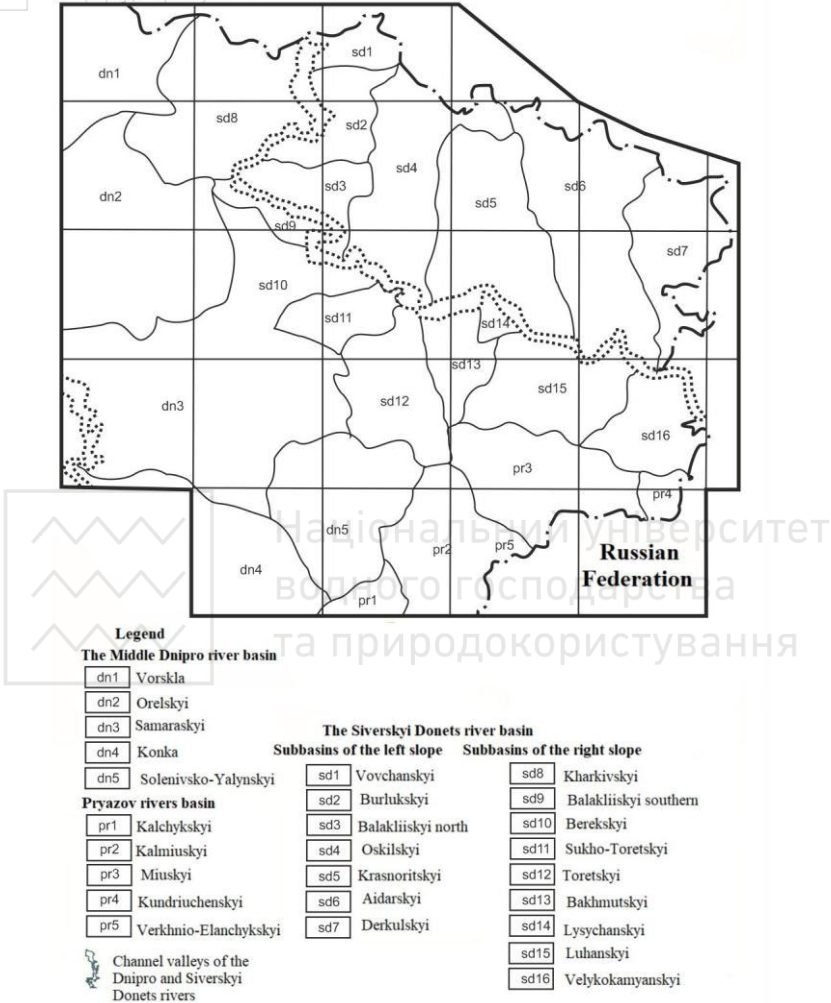 sd1
dn1
sd8
sd2
sd4
sd6
sd3
dn2
sd5
sd9
sd7
sd10
sd11
sd14
sd13
sd15
dn3
sd12
sd16
pr3
pr4
Національний університет
dn5
pr2
pr5
Russian
Federation
dn4
водного господарства
pr1
та природокористування
Legend
The Middle Dnipro river basin
dn1 Vorskla
dn2 Orelskyi
dn3 Samaraskyi
dn4 Konka
dn5 Solenivsko-Yalynskyi
Pryazov rivers basin
pr1 Kalchykskyi
pr2 Kalmiuskyi
pr3 Miuskyi
pr4 Kundriuchenskyi
pr5 Verkhnio-Elanchykskyi
Channel valleys of the
Dnipro and Siverskyi
Donets rivers
The Siverskyi Donets river basin
Subbasins of the left slope
sd1 Vovchanskyi
sd2 Burlukskyi
sd3 Balakliiskyi north
sd4 Oskilskyi
sd5 Krasnoritskyi
sd6 Aidarskyi
sd7 Derkulskyi
Subbasins of the right slope
sd8 Kharkivskyi
sd9 Balakliiskyi southern
sd10 Berekskyi
sd11 Sukho-Toretskyi
sd12 Toretskyi
sd13 Bakhmutskyi
sd14 Lysychanskyi
sd15 Luhanskyi
sd16 Velykokamyanskyi